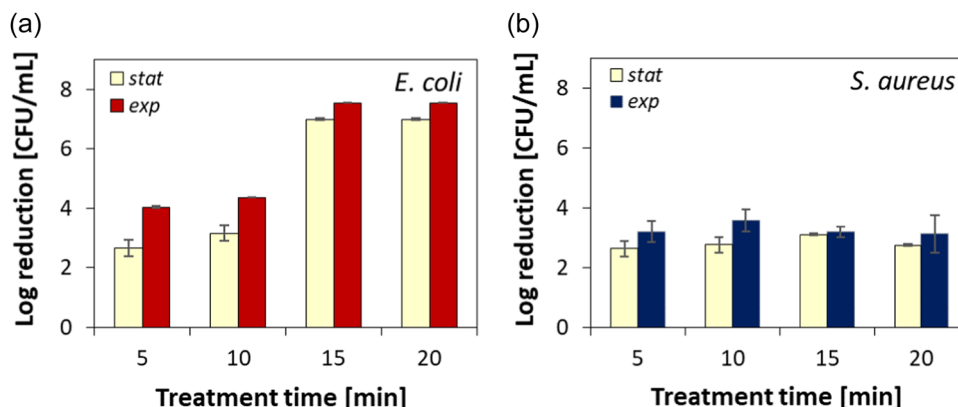 (a)
Log reduction [CFU/mL]
8
6
4
2
0
stat
exp
E. coli
5 10 15 20
Treatment time [min]
(b)
Log reduction [CFU/mL]
8
6
4
2
0
stat
exp
S. aureus
5 10 15 20
Treatment time [min]